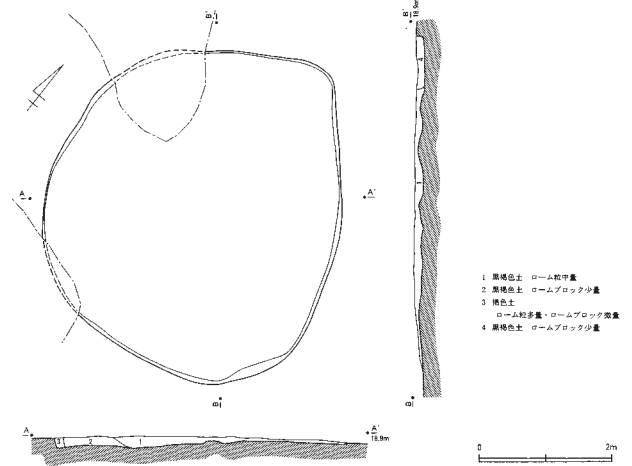 B'
B'
18.9m
4
A
A'
1
1 黒褐色土 ローム粒中量
2 黒褐色土 ロームブロック少量
3 褐色土
ローム粒多量・ロームブロック微量
4 黒褐色土 ロームブロック少量
B
B
A
A'
18.9m
3 2 1
0 2m